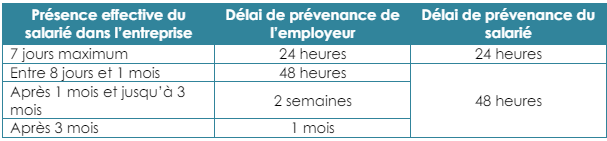 Présence effective du
salarié dans l’entreprise
Délai de prévenance de
l’employeur
Délai de prévenance du
salarié
7 jours maximum
24 heures
24 heures
Entre 8 jours et 1 mois
48 heures
Après 1 mois et jusqu’à 3
mois
2 semaines
48 heures
Après 3 mois
1 mois